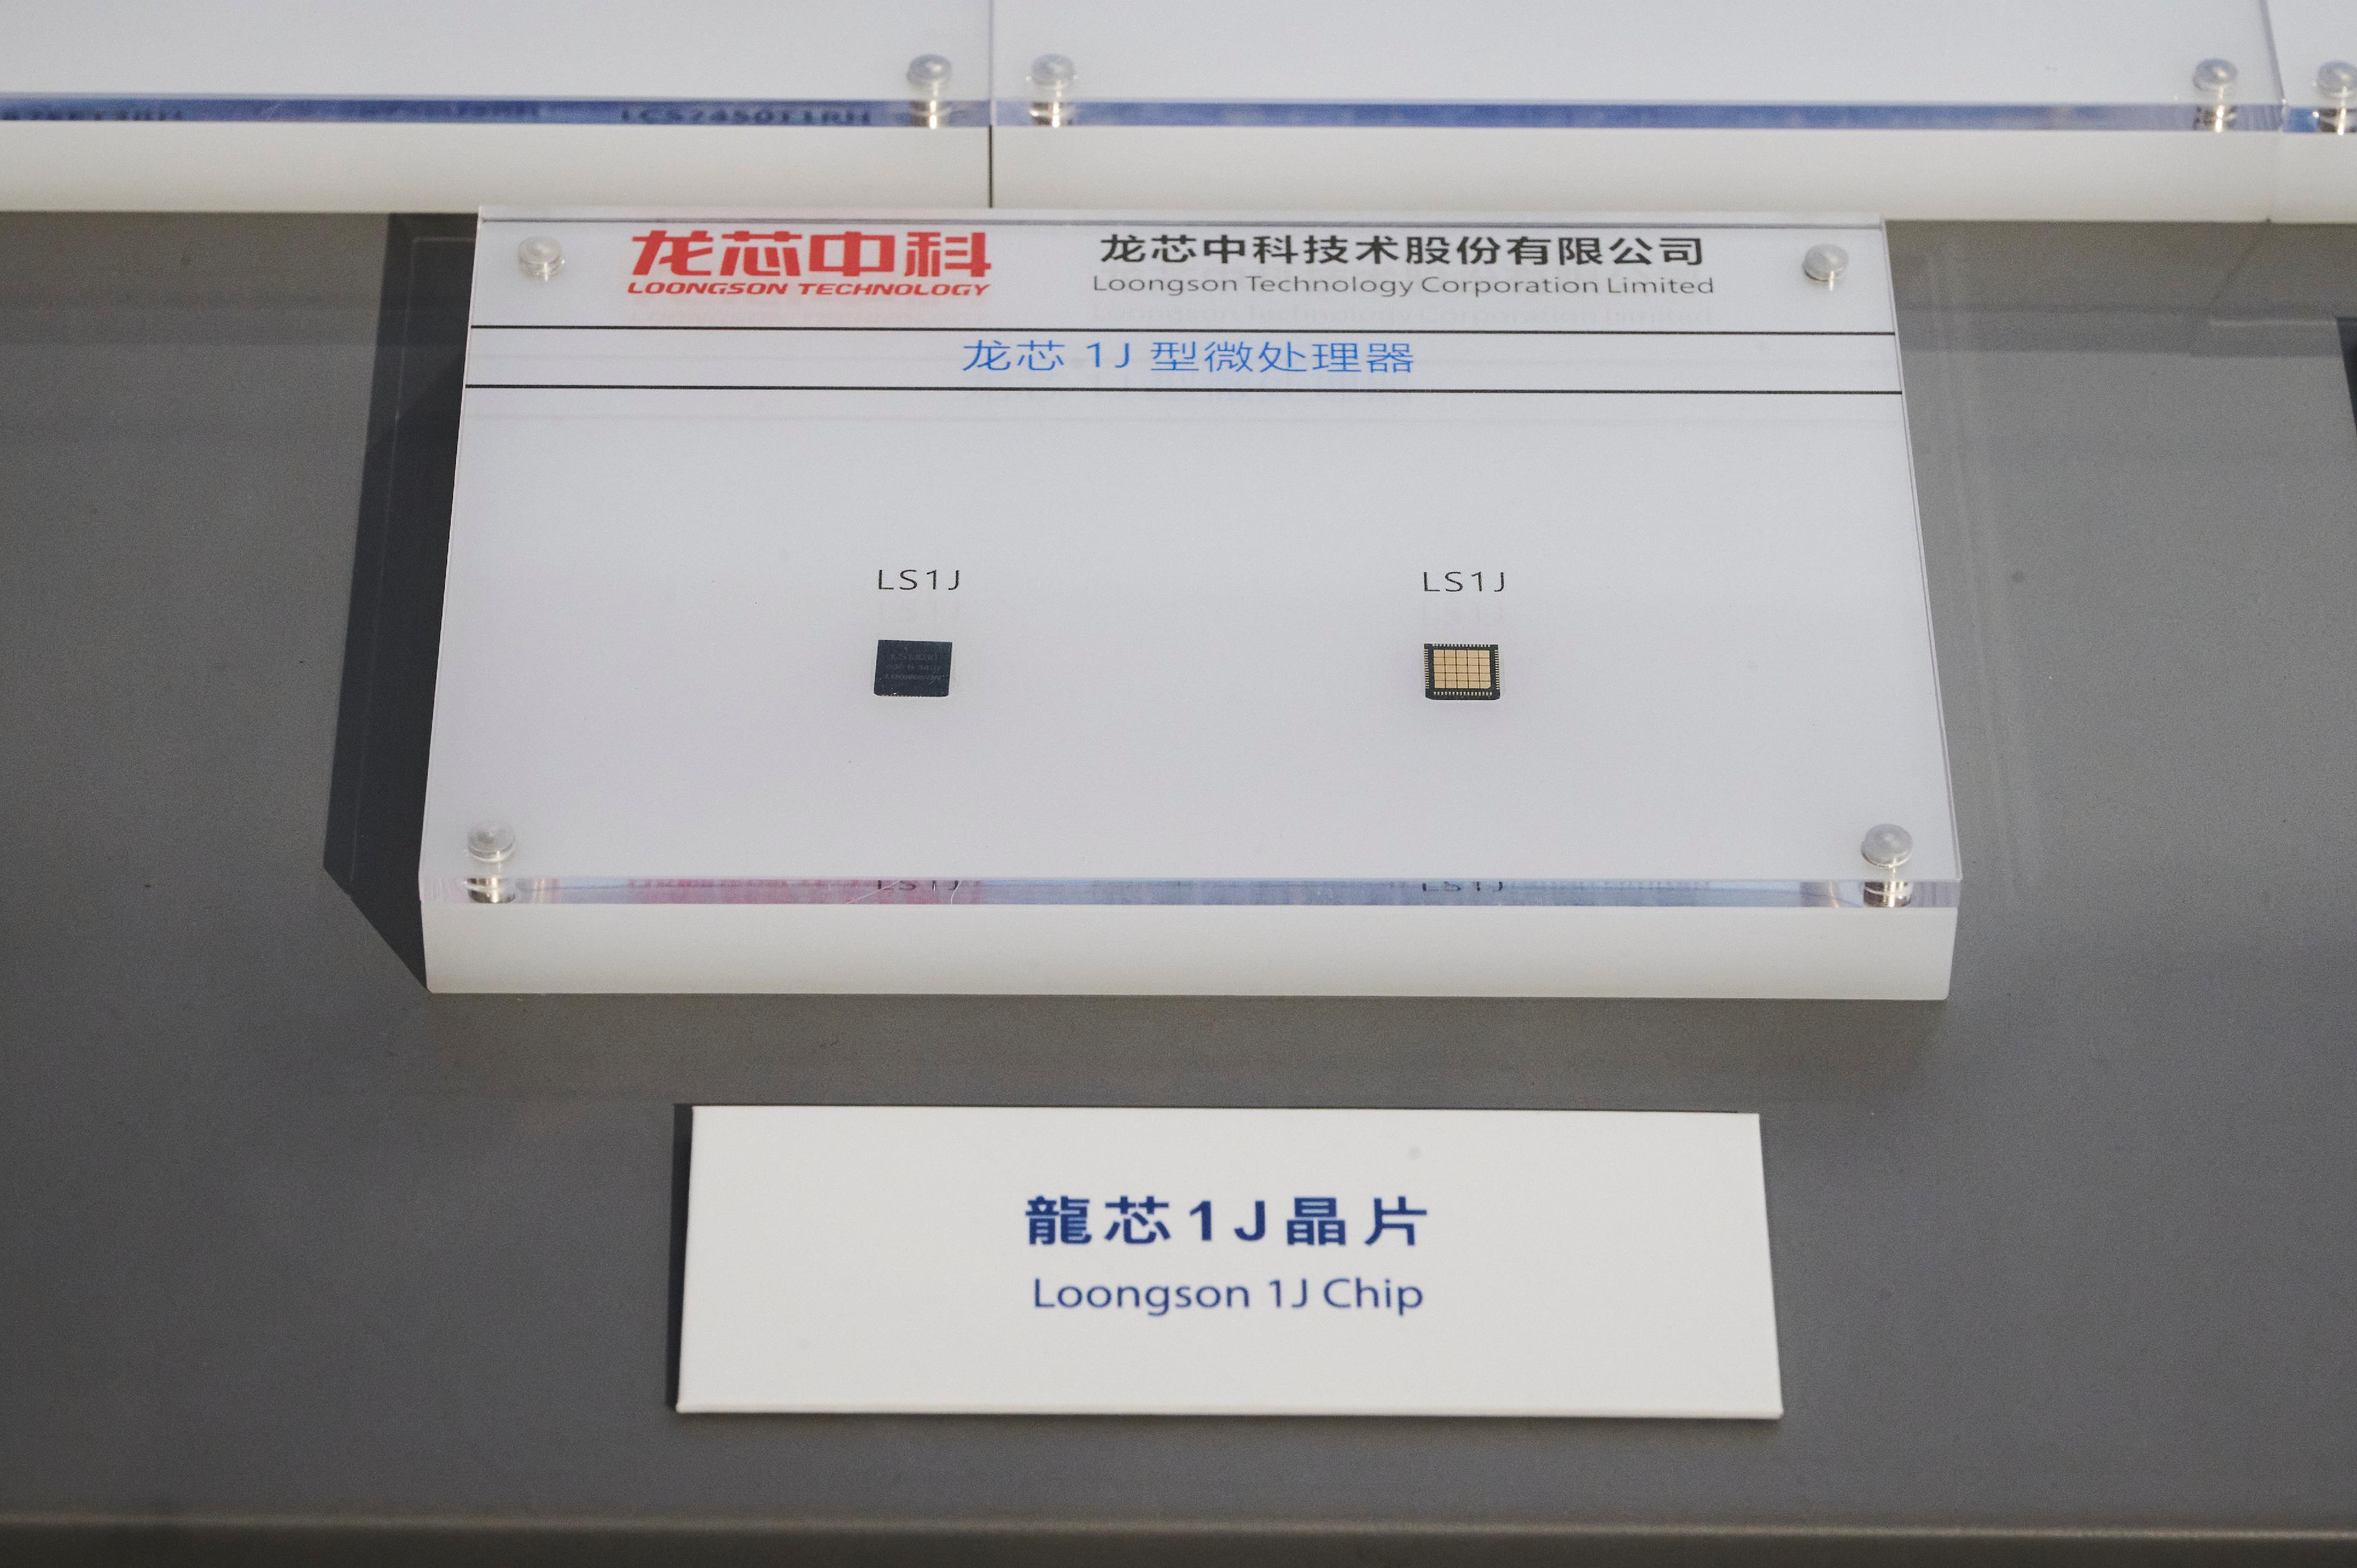 龙芯中科
LOONGSON TECHNOLOGY
龙芯中科技术股份有限公司
Loongson Technology Corporation Limited
龙芯 1J 型微处理器
LS1J
LS1J
龍芯1J晶片
Loongson 1J Chip